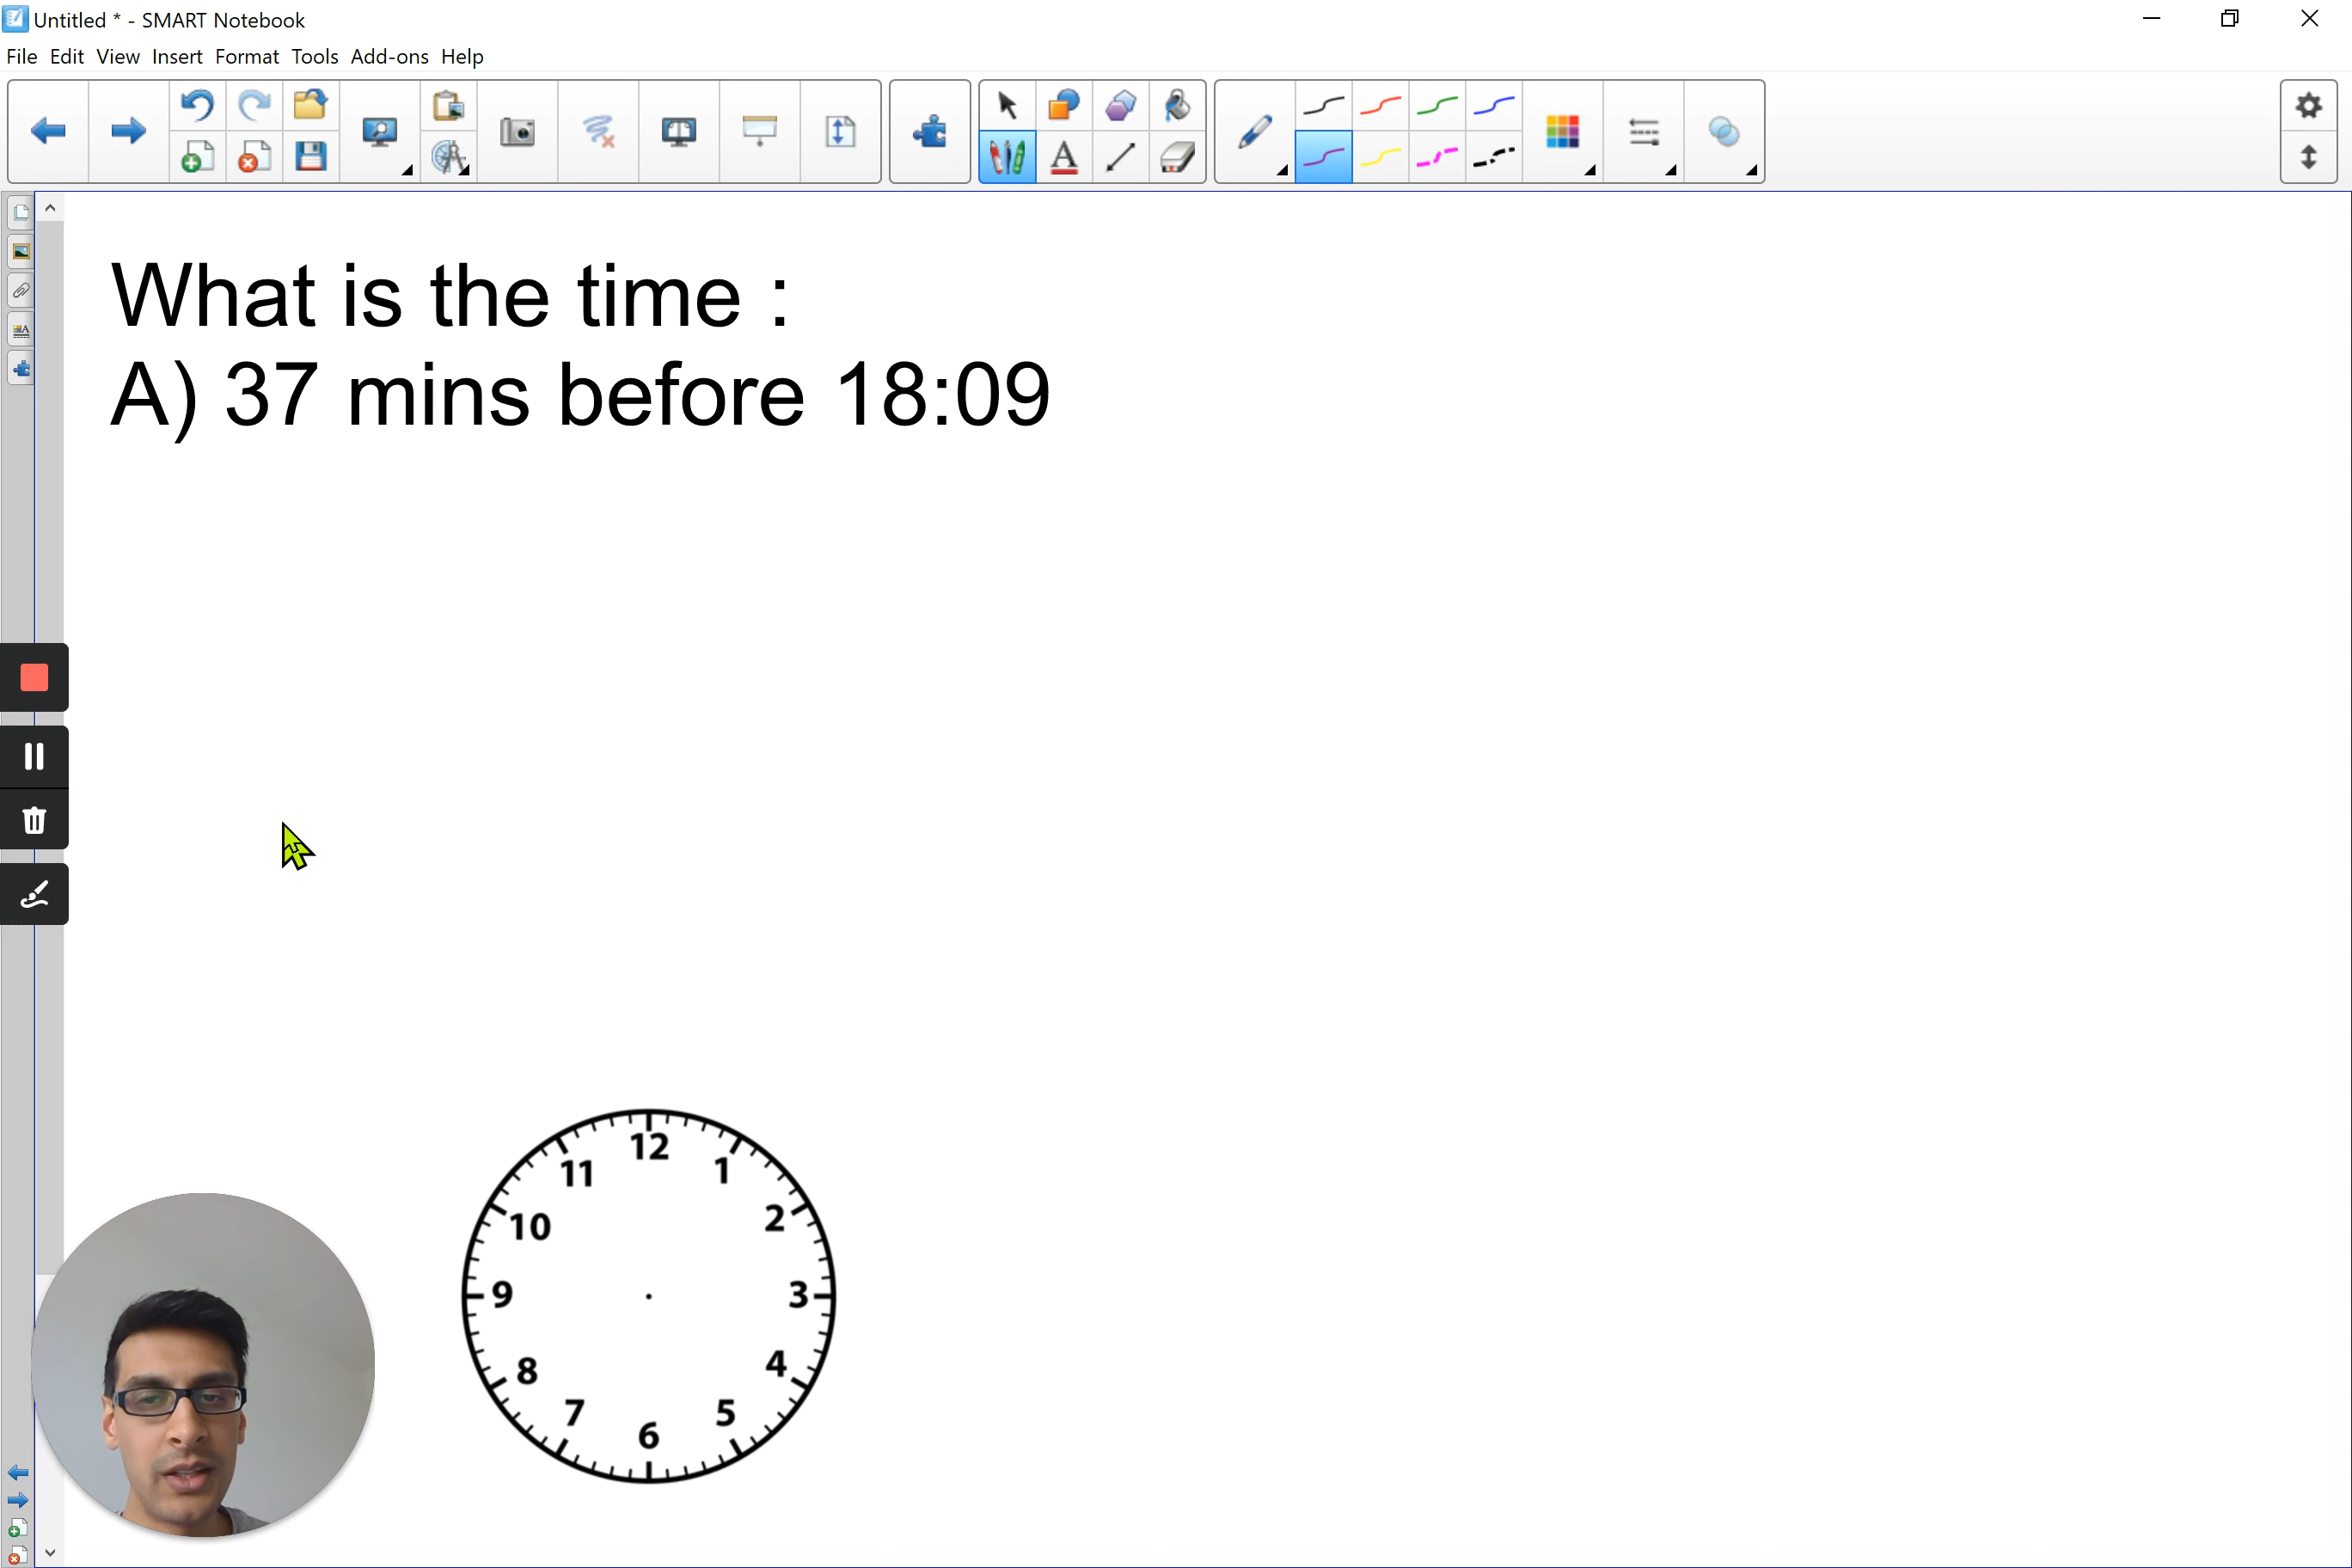 Untitled * - SMART Notebook
File Edit View Insert Format Tools Add-ons Help
What is the time :
A) 37 mins before 18:09
12
11 1
10 2
9 3
8 4
7 5
6